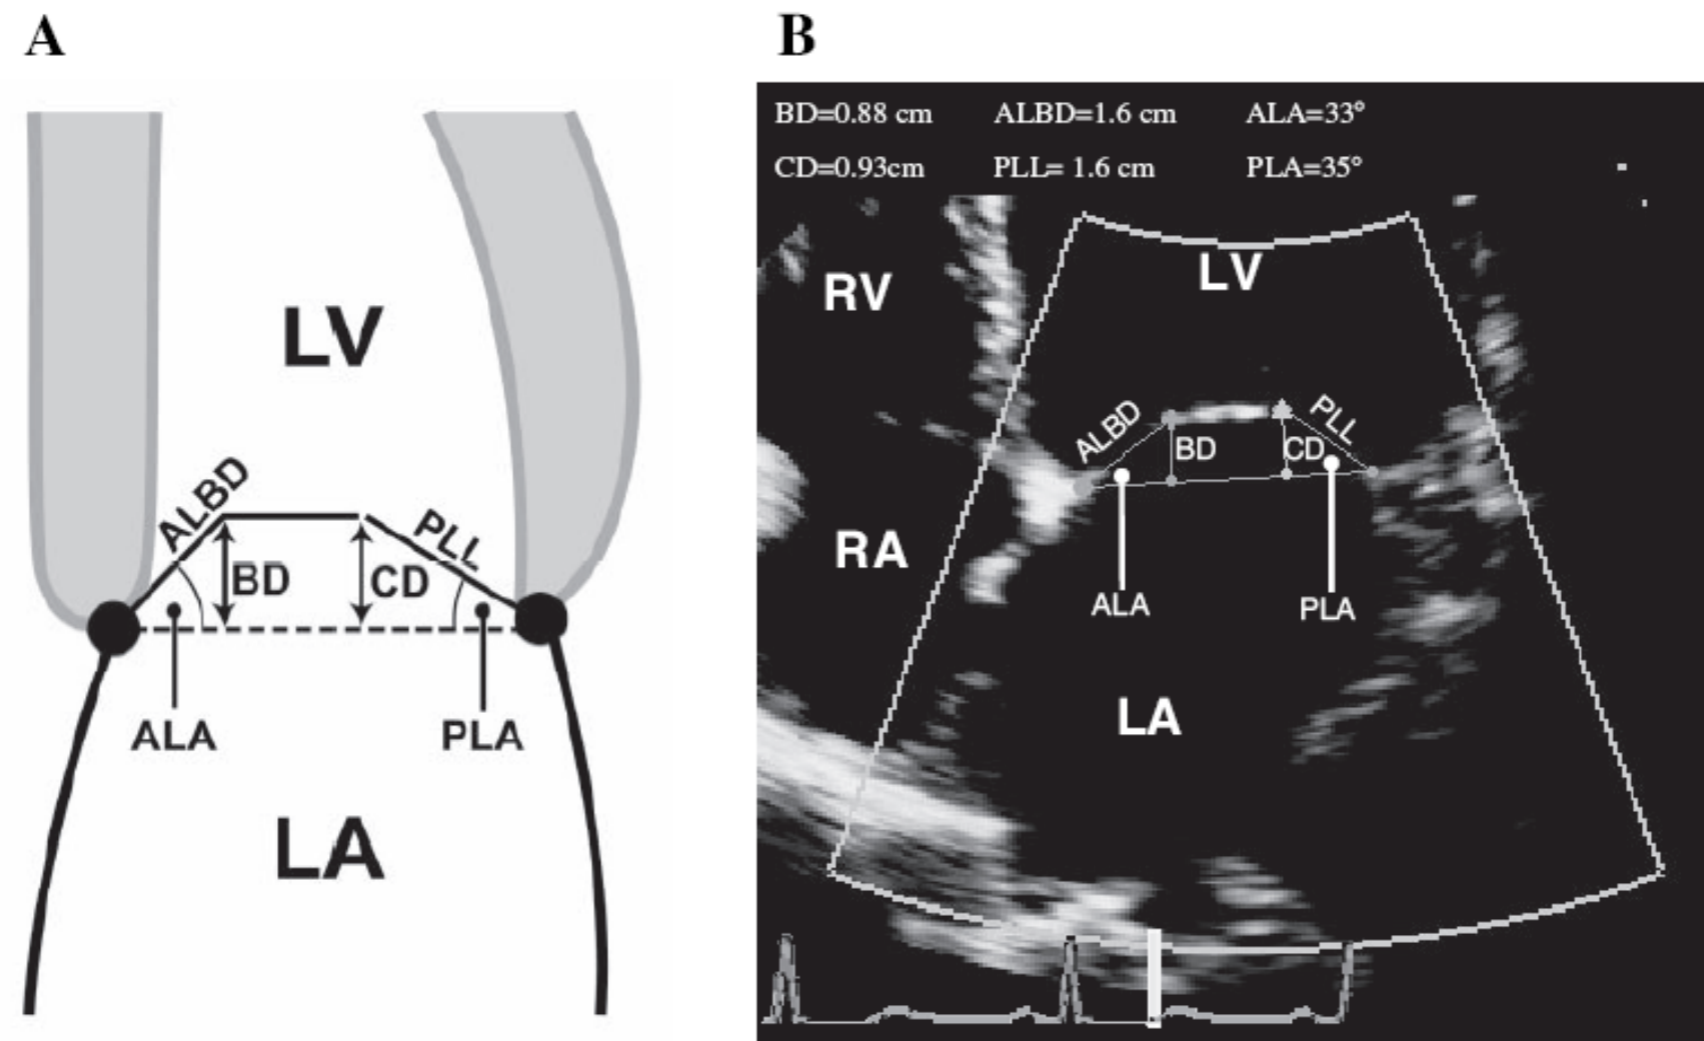 A
B
LV
ALBD
PLL
BD
CD
ALA
PLA
LA
BD=0.88 cm ALBD=1.6 cm ALA=33°
CD=0.93cm PLL= 1.6 cm PLA=35°
RV
LV
ALBD
PLL
BD
CD
RA
ALA
PLA
LA